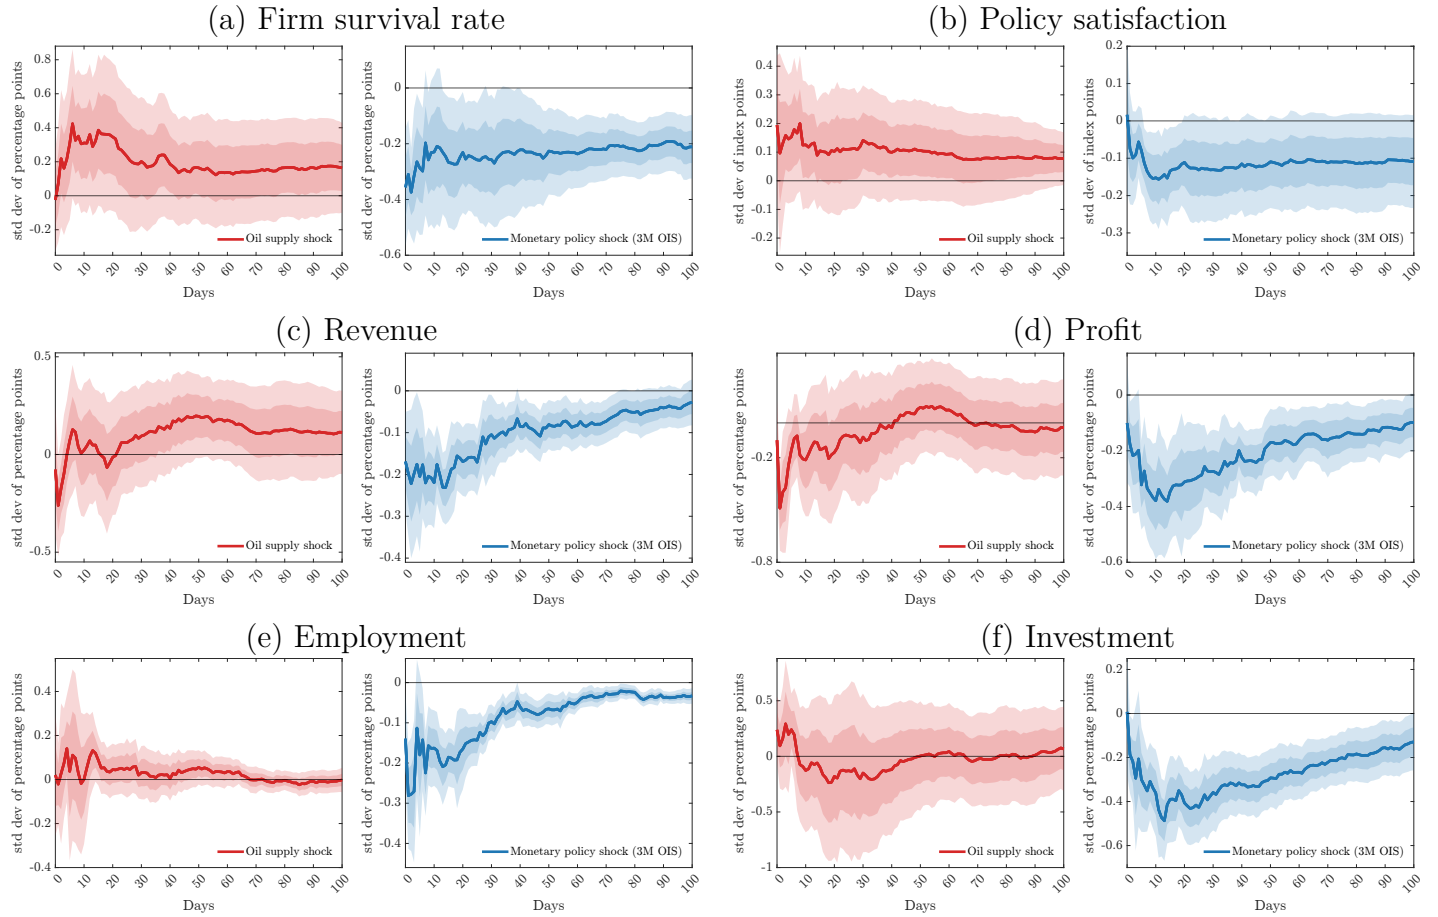 (a) Firm survival rate
std dev of percentage points
0.8
0.6
0.4
0.2
0
-0.2
Oil supply shock
0 10 20 30 40 50 60 70 80 90 100
Days
std dev of percentage points
0
-0.2
-0.4
-0.6
Monetary policy shock (3M OIS)
0 10 20 30 40 50 60 70 80 90 100
Days
(b) Policy satisfaction
std dev of index points
0.4
0.2
0.1
0
-0.1
-0.2
Oil supply shock
0 10 20 30 40 50 60 70 80 90 100
Days
std dev of index points
0.2
0.1
0
-0.1
-0.2
-0.3
Monetary policy shock (3M OIS)
0 10 20 30 40 50 60 70 80 90 100
Days
(c) Revenue
std dev of percentage points
0.5
0
-0.5
Oil supply shock
0 10 20 30 40 50 60 70 80 90 100
Days
std dev of percentage points
0
-0.1
-0.2
-0.3
-0.4
Monetary policy shock (3M OIS)
0 10 20 30 40 50 60 70 80 90 100
Days
(d) Profit
std dev of percentage points
-0.2
-0.8
Oil supply shock
0 10 20 30 40 50 60 70 80 90 100
Days
std dev of percentage points
0
-0.2
-0.4
-0.6
Monetary policy shock (3M OIS)
0 10 20 30 40 50 60 70 80 90 100
Days
(e) Employment
std dev of percentage points
0.4
0.2
0.1
0
-0.1
-0.2
-0.4
Oil supply shock
0 10 20 30 40 50 60 70 80 90 100
Days
std dev of percentage points
0
-0.1
-0.2
-0.3
-0.4
Monetary policy shock (3M OIS)
0 10 20 30 40 50 60 70 80 90 100
Days
(f) Investment
std dev of percentage points
0.5
0.2
0
-0.5
-1
Oil supply shock
0 10 20 30 40 50 60 70 80 90 100
Days
std dev of percentage points
0.2
0
-0.2
-0.4
-0.6
Monetary policy shock (3M OIS)
0 10 20 30 40 50 60 70 80 90 100
Days